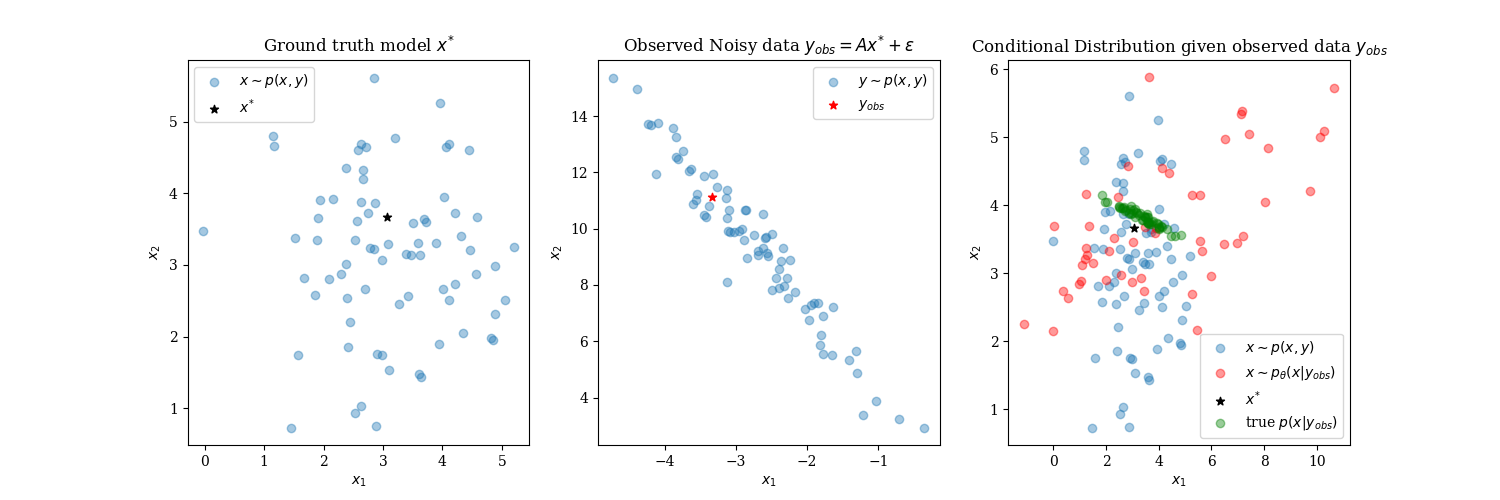 Ground truth model x*
x ∼ p(x, y)
x*
5
4
3
2
1
x₂
0 1 2 3 4 5
x₁
Observed Noisy data y_obs = Ax* + ε
y ∼ p(x, y)
y_obs
14
12
10
8
6
4
x₂
−4 −3 −2 −1
x₁
Conditional Distribution given observed data y_obs
6
5
4
3
2
1
x₂
x ∼ p(x, y)
x ∼ p_θ(x|y_obs)
x*
true p(x|y_obs)
0 2 4 6 8 10
x₁